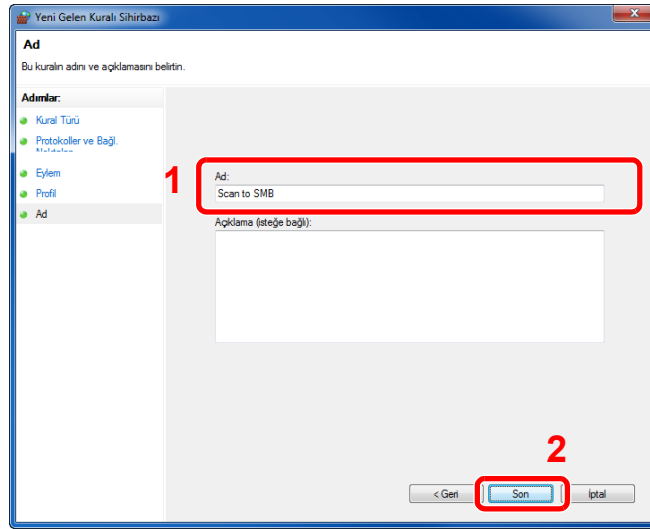 Yeni Gelen Kuralı Sihirbazı
Ad
Bu kuralın adını ve açıklamasını belirtin.
Adımlar:
Kural Türü
Protokoller ve Bağl.
Eylem
Profil
Ad
1
Ad:
Scan to SMB
Açıklama (isteğe bağlı):
2
< Geri
Son
İptal